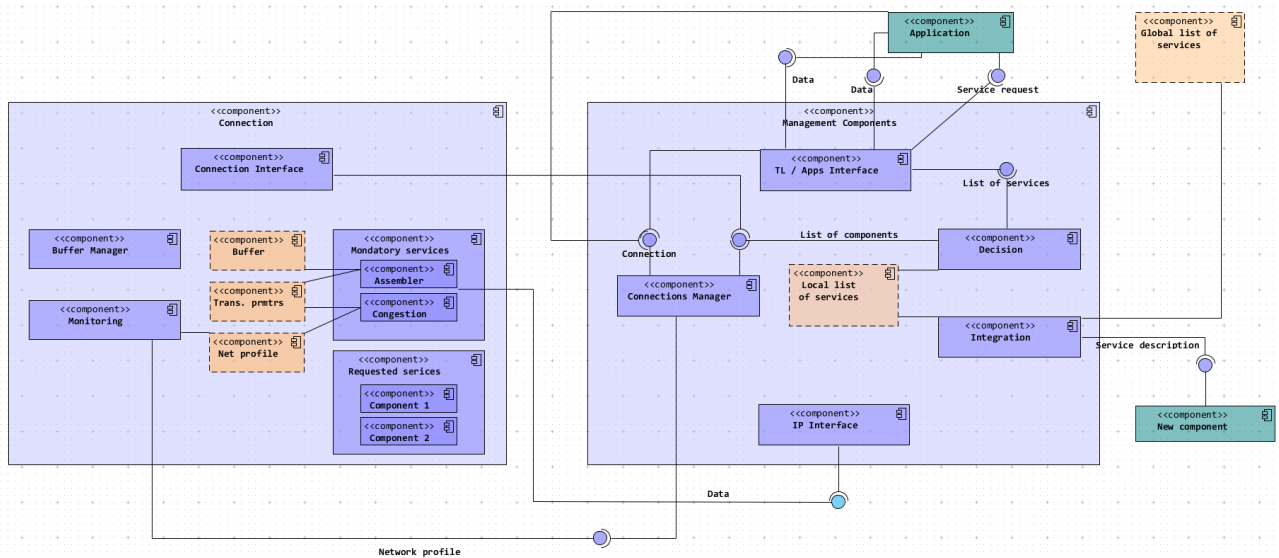 <<component>>
Application
<<component>>
Global list of
services
Data
Data
Service request
<<component>>
Connection
<<component>>
Management Components
<<component>>
Connection Interface
<<component>>
TL / Apps Interface
List of services
<<component>>
Buffer Manager
<<component>>
Buffer
<<component>>
Mondatory services
<<component>>
Assembler
<<component>>
Trans. prmtrs
<<component>>
Congestion
<<component>>
Monitoring
<<component>>
Net profile
<<component>>
Requested serices
<<component>>
Component 1
<<component>>
Component 2
Connection
List of components
<<component>>
Decision
<<component>>
Connections Manager
<<component>>
Local list
of services
<<component>>
Integration
Service description
<<component>>
IP Interface
<<component>>
New component
Data
Network profile